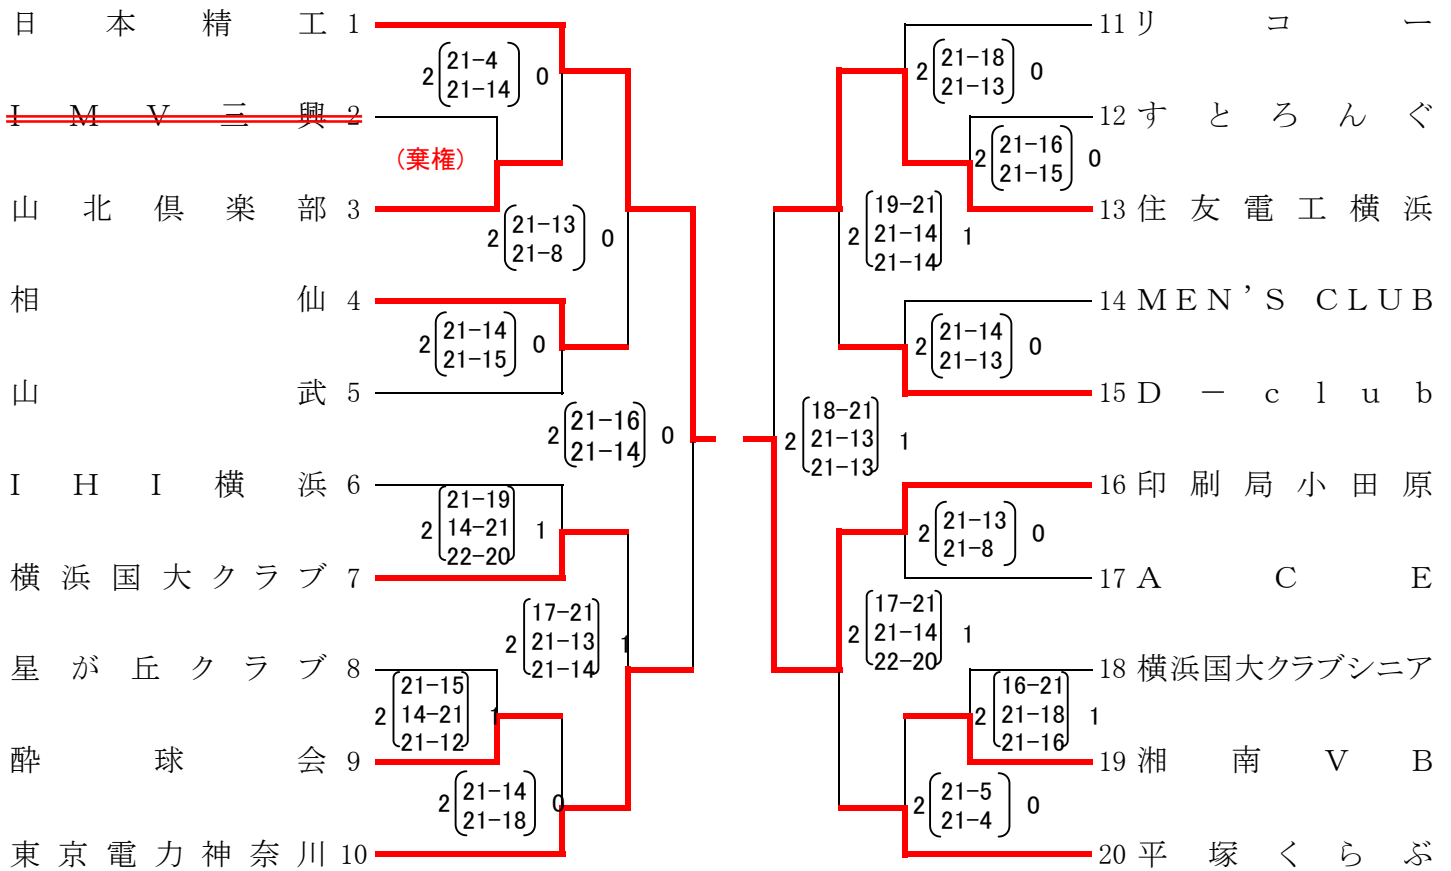 日本精工 1
2 21-4 0
21-14
IMV三興 2
(棄権)
山北倶楽部 3
2 21-13 0
21-8
相仙 4
2 21-14 0
21-15
山武 5
2 21-16 0
21-14
IHI横浜 6
21-19
2 14-21 1
22-20
横浜国大クラブ 7
17-21
2 21-13 1
21-14
星が丘クラブ 8
21-15
2 14-21 1
21-12
酔球会 9
2 21-14 0
21-18
東京電力神奈川 10
11 リコー
2 21-18 0
21-13
12 すとろんぐ
2 21-16 0
21-15
13 住友電工横浜
19-21
2 21-14 1
21-14
14 MEN’S CLUB
2 21-14 0
21-13
15 D－club
18-21
2 21-13 1
21-13
16 印刷局小田原
2 21-13 0
21-8
17 ACE
17-21
2 21-14 1
22-20
18 横浜国大クラブシニア
16-21
2 21-18 1
21-16
19 湘南VB
2 21-5 0
21-4
20 平塚くらぶ